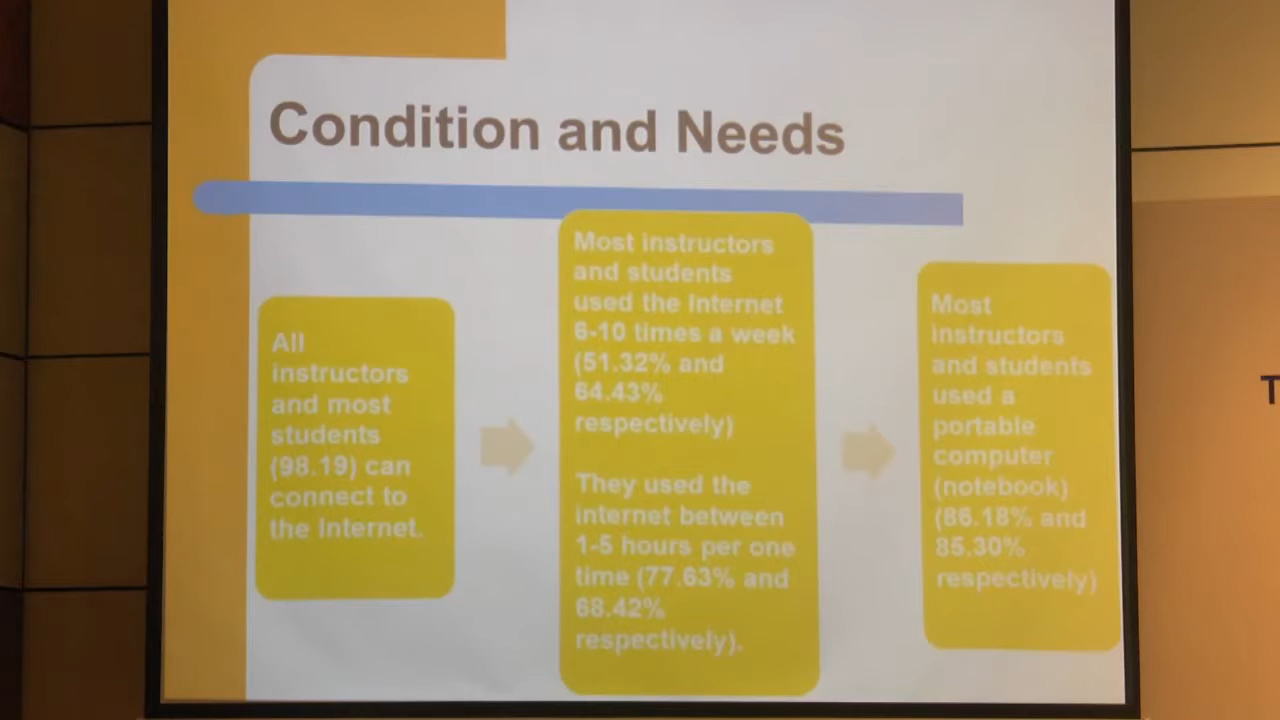 Condition and Needs
All
instructors
and most
students
(98.19) can
connect to
the Internet.
Most instructors
and students
used the Internet
6-10 times a week
(51.32% and
64.43%
respectively)
They used the
internet between
1-5 hours per one
time (77.63% and
68.42%
respectively).
Most
instructors
and students
used a
portable
computer
(notebook)
(86.18% and
85.30%
respectively)
T